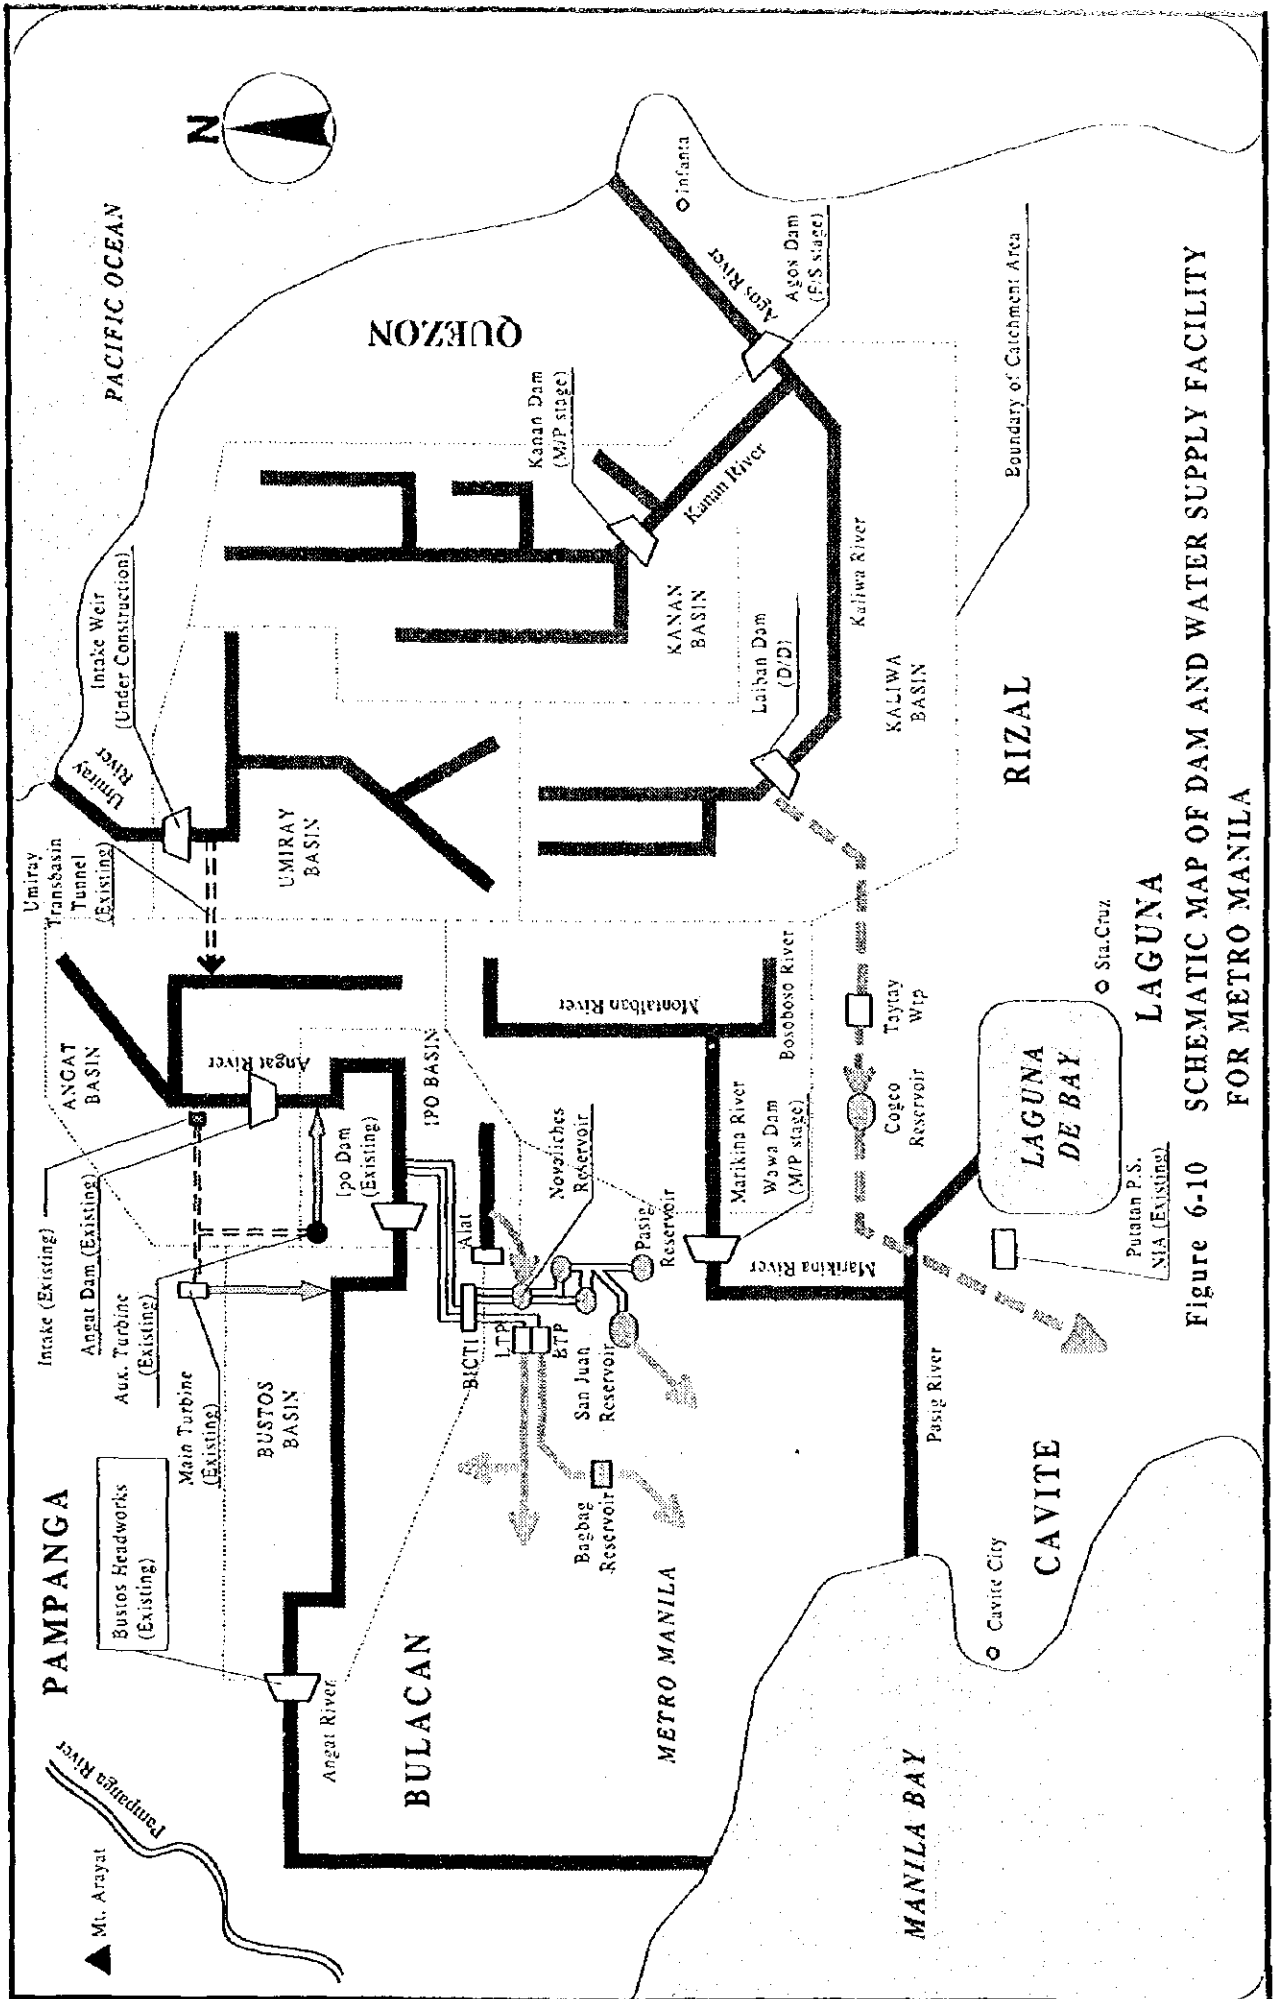 PAMPANGA
Mt. Arayat
Pampanga River
Bustos Headworks
(Existing)
Main Turbine
(Existing)
Aux. Turbine
(Existing)
Angat Dam (Existing)
Intake (Existing)
ANGAT
BASIN
Umiray
Transbasin
Tunnel
(Existing)
Umiray
River
Intake Weir
(Under Construction)
PACIFIC OCEAN
N
BUSTOS
BASIN
Angat River
Angat River
Ipo Dam
(Existing)
IPO BASIN
UMIRAY
BASIN
QUEZON
BULACAN
BICTI
Alat
LTP
BTP
Novaliches
Reservoir
San Juan
Reservoir
Pasig
Reservoir
Bagbag
Reservoir
METRO MANILA
Montalban River
Bosoboso River
Marikina River
Wawa Dam
(M/P stage)
Marikina River
KANAN
BASIN
Kanan Dam
(M/P stage)
Kanan River
Laiban Dam
(D/D)
Kaliwa River
KALIWA
BASIN
Agos River
Agos Dam
(F/S stage)
Infanta
Boundary of Catchment Area
Taytay
Wtp
Cogeo
Reservoir
RIZAL
Pasig River
MANILA BAY
Cavite City
CAVITE
LAGUNA
DE BAY
Putatan P.S.
NIA (Existing)
Sta.Cruz
LAGUNA
Figure 6-10 SCHEMATIC MAP OF DAM AND WATER SUPPLY FACILITY
FOR METRO MANILA